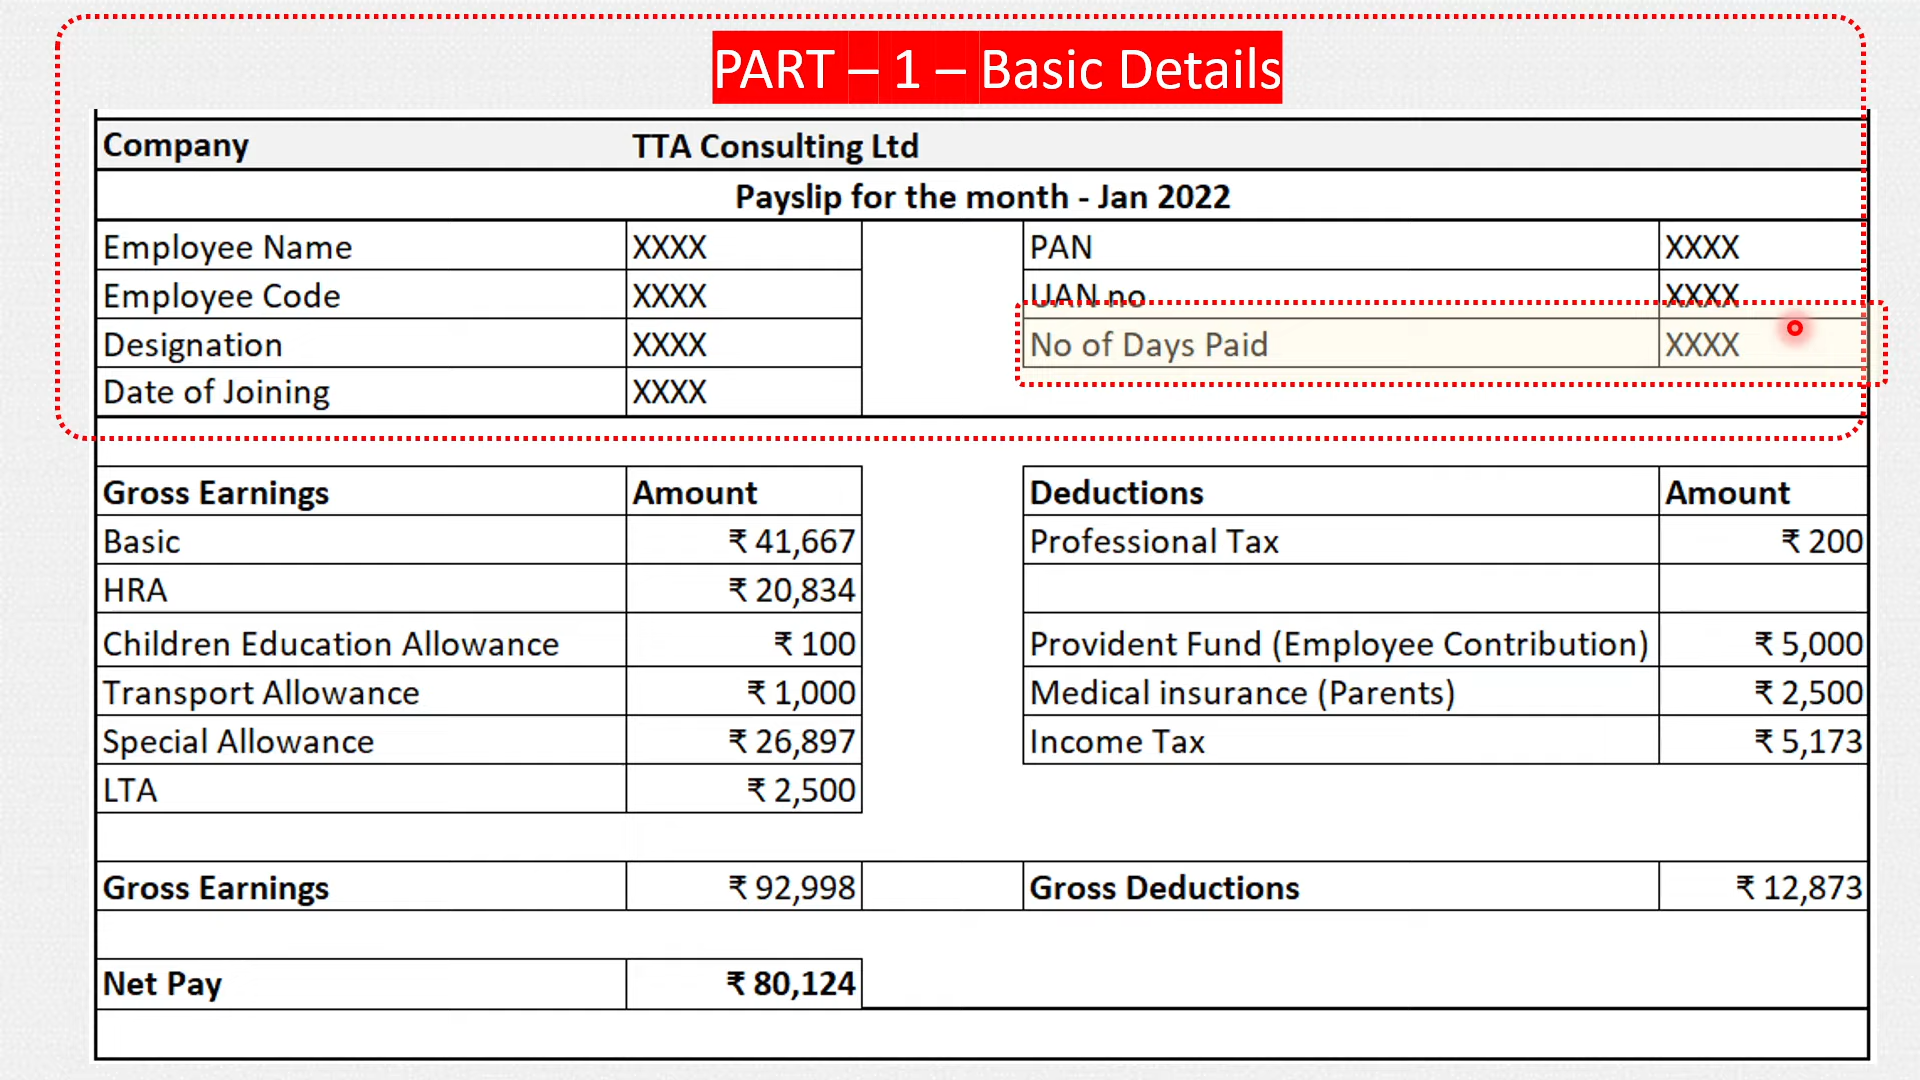 PART – 1 – Basic Details
Company TTA Consulting Ltd
Payslip for the month - Jan 2022
Employee Name XXXX PAN XXXX
Employee Code XXXX UAN no XXXX
Designation XXXX No of Days Paid XXXX
Date of Joining XXXX
Gross Earnings Amount Deductions Amount
Basic ₹ 41,667 Professional Tax ₹ 200
HRA ₹ 20,834
Children Education Allowance ₹ 100 Provident Fund (Employee Contribution) ₹ 5,000
Transport Allowance ₹ 1,000 Medical insurance (Parents) ₹ 2,500
Special Allowance ₹ 26,897 Income Tax ₹ 5,173
LTA ₹ 2,500
Gross Earnings ₹ 92,998 Gross Deductions ₹ 12,873
Net Pay ₹ 80,124